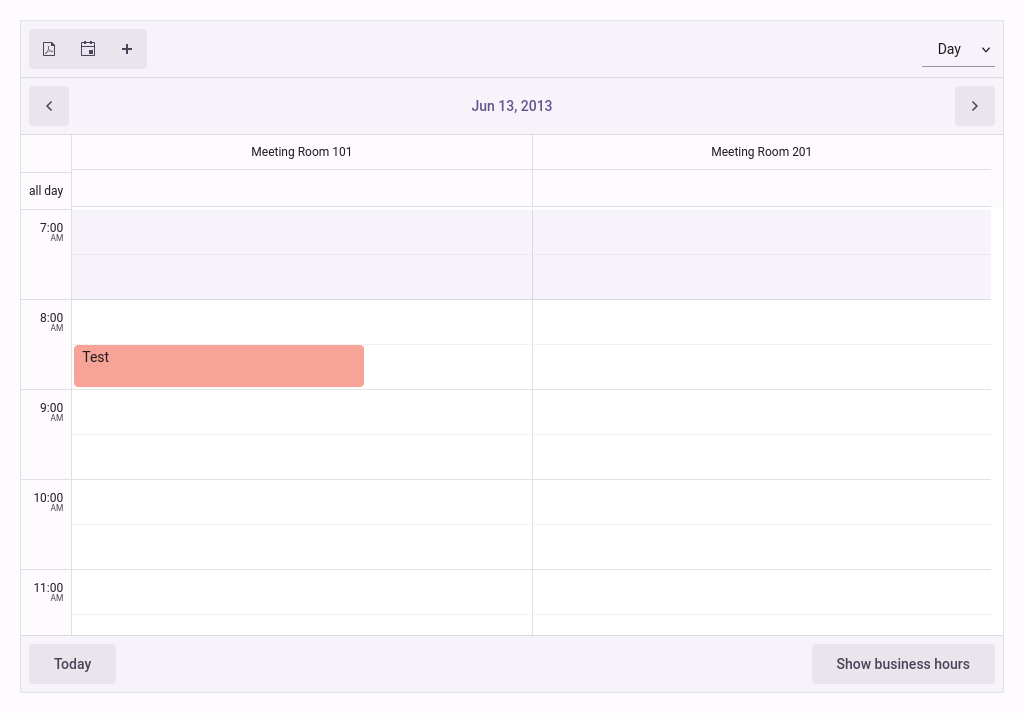 Day
Jun 13, 2013
Meeting Room 101 Meeting Room 201
all day
7:00
AM
8:00
AM
Test
9:00
AM
10:00
AM
11:00
AM
Today Show business hours